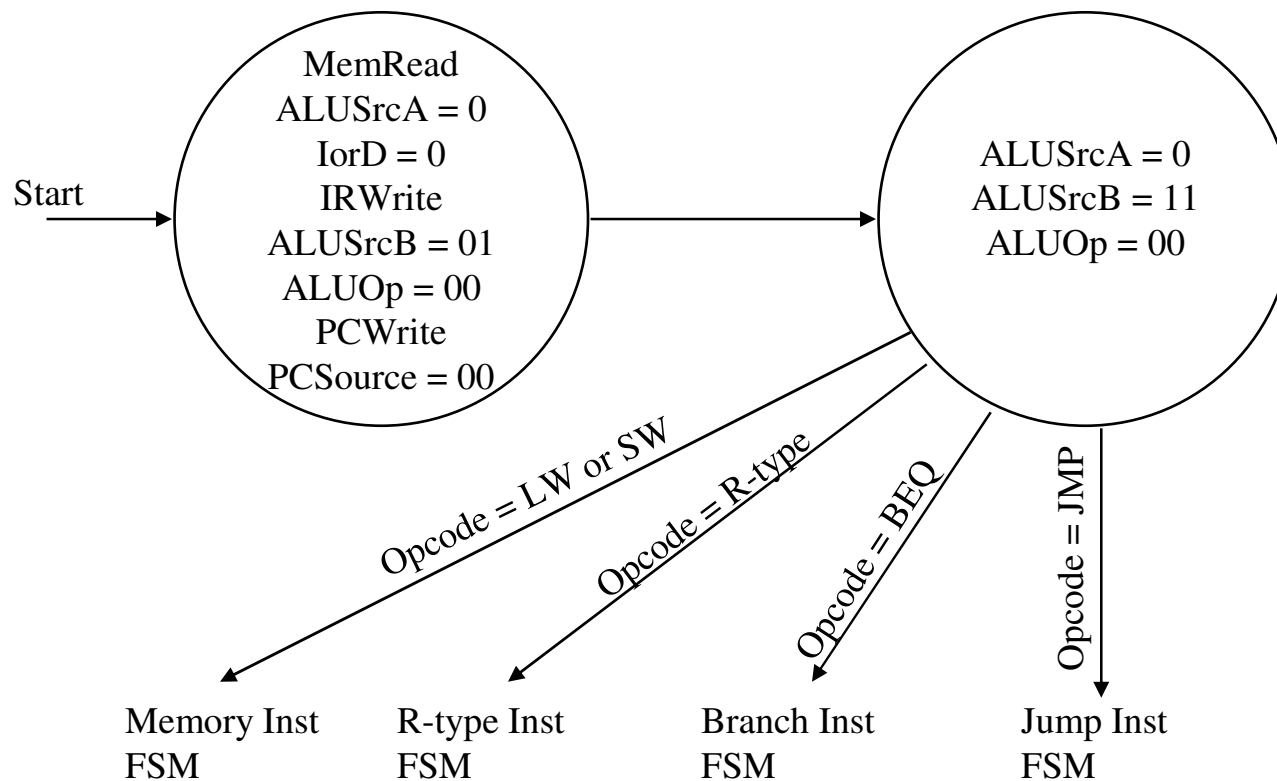 Start
MemRead
ALUSrcA = 0
IorD = 0
IRWrite
ALUSrcB = 01
ALUOp = 00
PCWrite
PCSource = 00
ALUSrcA = 0
ALUSrcB = 11
ALUOp = 00
Opcode = LW or SW
Opcode = R-type
Opcode = BEQ
Opcode = JMP
Memory Inst
FSM
R-type Inst
FSM
Branch Inst
FSM
Jump Inst
FSM